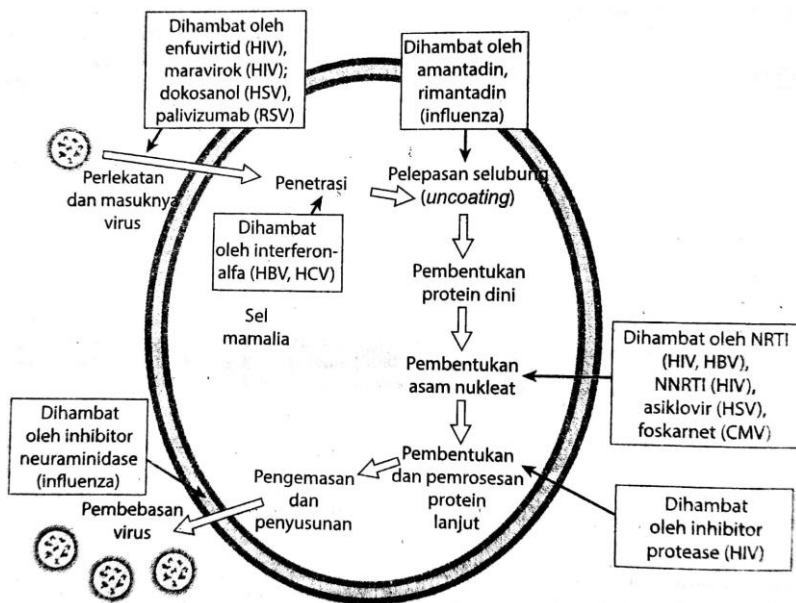 Dihambat oleh
enfuvirtid (HIV),
maravirok (HIV);
dokosanol (HSV),
palivizumab (RSV)
Dihambat oleh
amantadin,
rimantadin
(influenza)
Perlekatan
dan masuknya
virus
Penetrasi
Pelepasan selubung
(uncoating)
Dihambat
oleh interferon-
alfa (HBV, HCV)
Pembentukan
protein dini
Sel
mamalia
Pembentukan
asam nukleat
Dihambat oleh NRTI
(HIV, HBV),
NNRTI (HIV),
asiklovir (HSV),
foskarnet (CMV)
Dihambat
oleh inhibitor
neuraminidase
(influenza)
Pembentukan
dan pemrosesan
protein
lanjut
Pengemasan
dan
penyusunan
Pembebasan
virus
Dihambat
oleh inhibitor
protease (HIV)